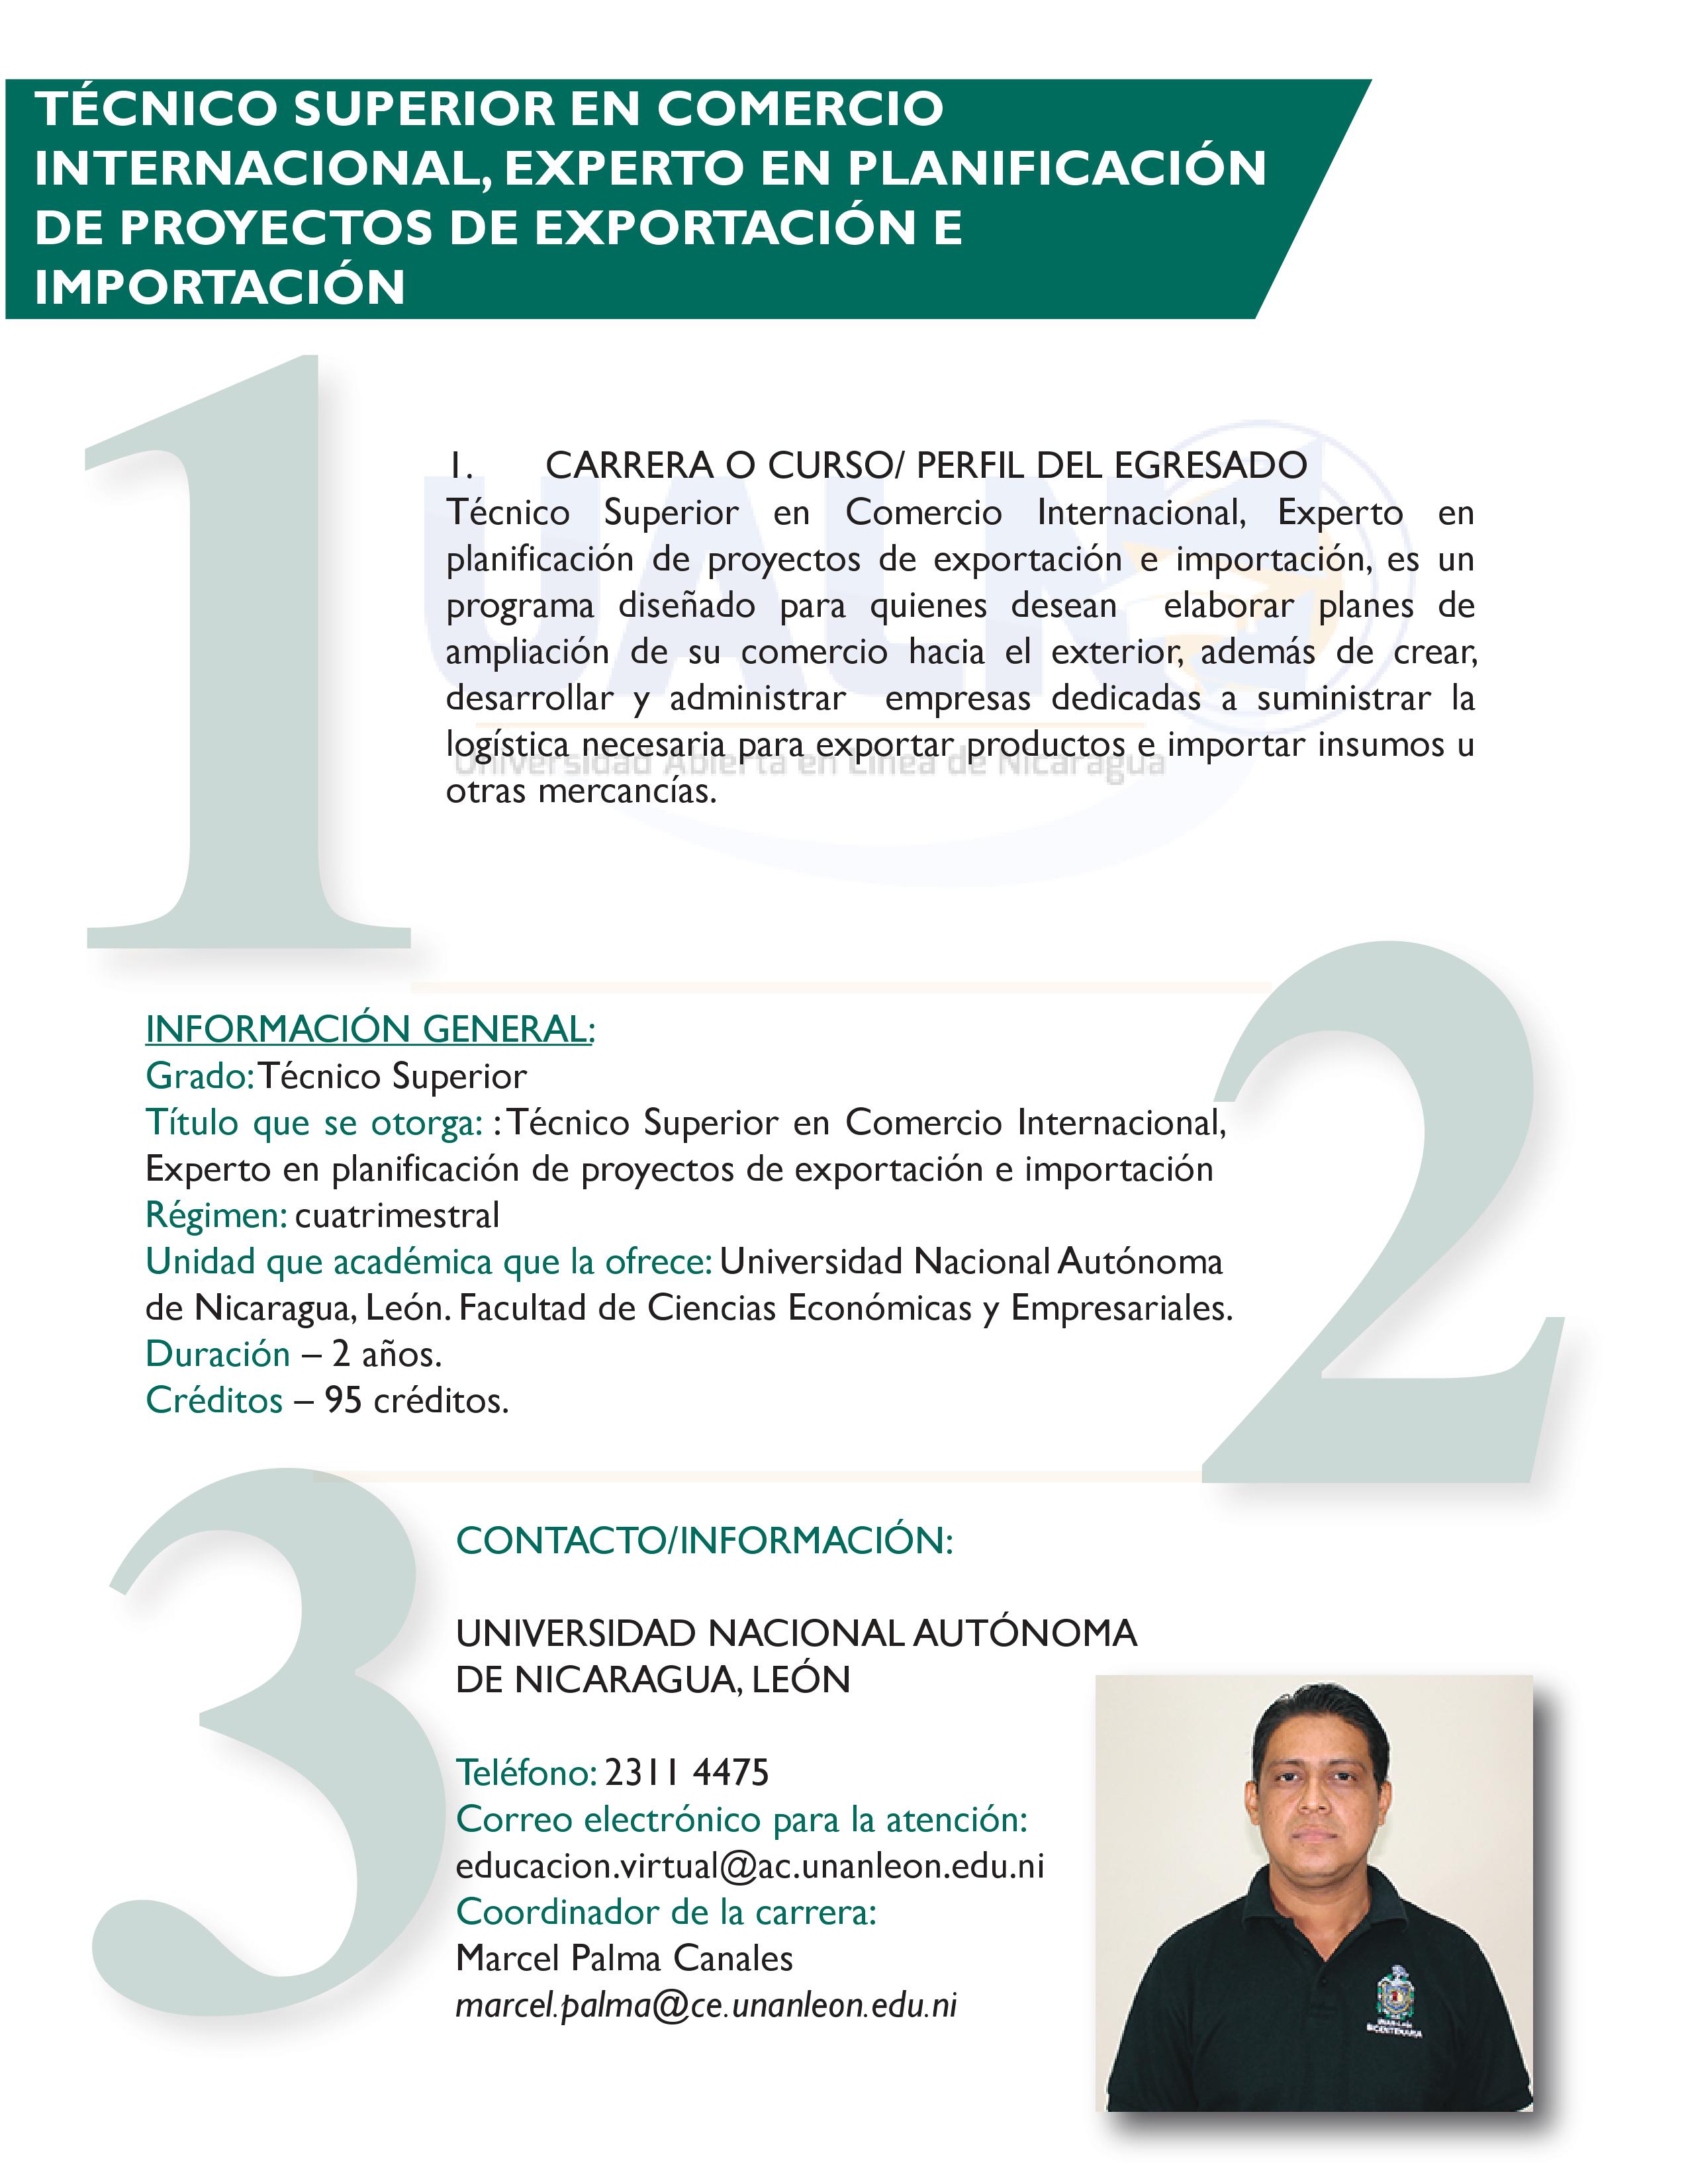 TÉCNICO SUPERIOR EN COMERCIO
INTERNACIONAL, EXPERTO EN PLANIFICACIÓN
DE PROYECTOS DE EXPORTACIÓN E
IMPORTACIÓN
1
1. CARRERA O CURSO/ PERFIL DEL EGRESADO
Técnico Superior en Comercio Internacional, Experto en
planificación de proyectos de exportación e importación, es un
programa diseñado para quienes desean elaborar planes de
ampliación de su comercio hacia el exterior, además de crear,
desarrollar y administrar empresas dedicadas a suministrar la
logística necesaria para exportar productos e importar insumos u
otras mercancías.
UALN
Universidad Abierta en Línea de Nicaragua
2
INFORMACIÓN GENERAL:
Grado: Técnico Superior
Título que se otorga: : Técnico Superior en Comercio Internacional,
Experto en planificación de proyectos de exportación e importación
Régimen: cuatrimestral
Unidad que académica que la ofrece: Universidad Nacional Autónoma
de Nicaragua, León. Facultad de Ciencias Económicas y Empresariales.
Duración – 2 años.
Créditos – 95 créditos.
3
CONTACTO/INFORMACIÓN:
UNIVERSIDAD NACIONAL AUTÓNOMA
DE NICARAGUA, LEÓN
Teléfono: 2311 4475
Correo electrónico para la atención:
educacion.virtual@ac.unanleon.edu.ni
Coordinador de la carrera:
Marcel Palma Canales
marcel.palma@ce.unanleon.edu.ni
UNAN-León
BICENTENARIA